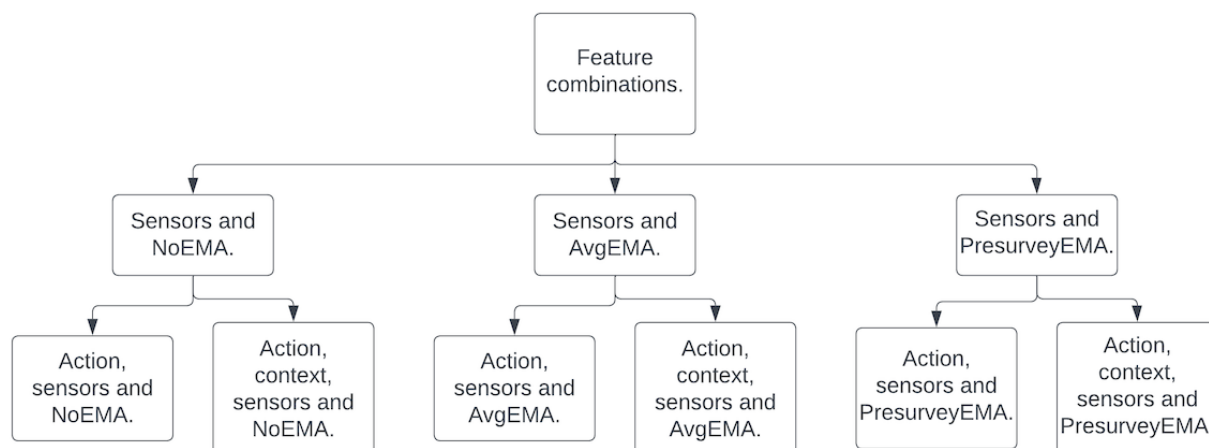 Feature
combinations.
Sensors and
NoEMA.
Sensors and
AvgEMA.
Sensors and
PresurveyEMA.
Action,
sensors and
NoEMA.
Action,
context,
sensors and
NoEMA.
Action,
sensors and
AvgEMA.
Action,
context,
sensors and
AvgEMA.
Action,
sensors and
PresurveyEMA.
Action,
context,
sensors and
PresurveyEMA